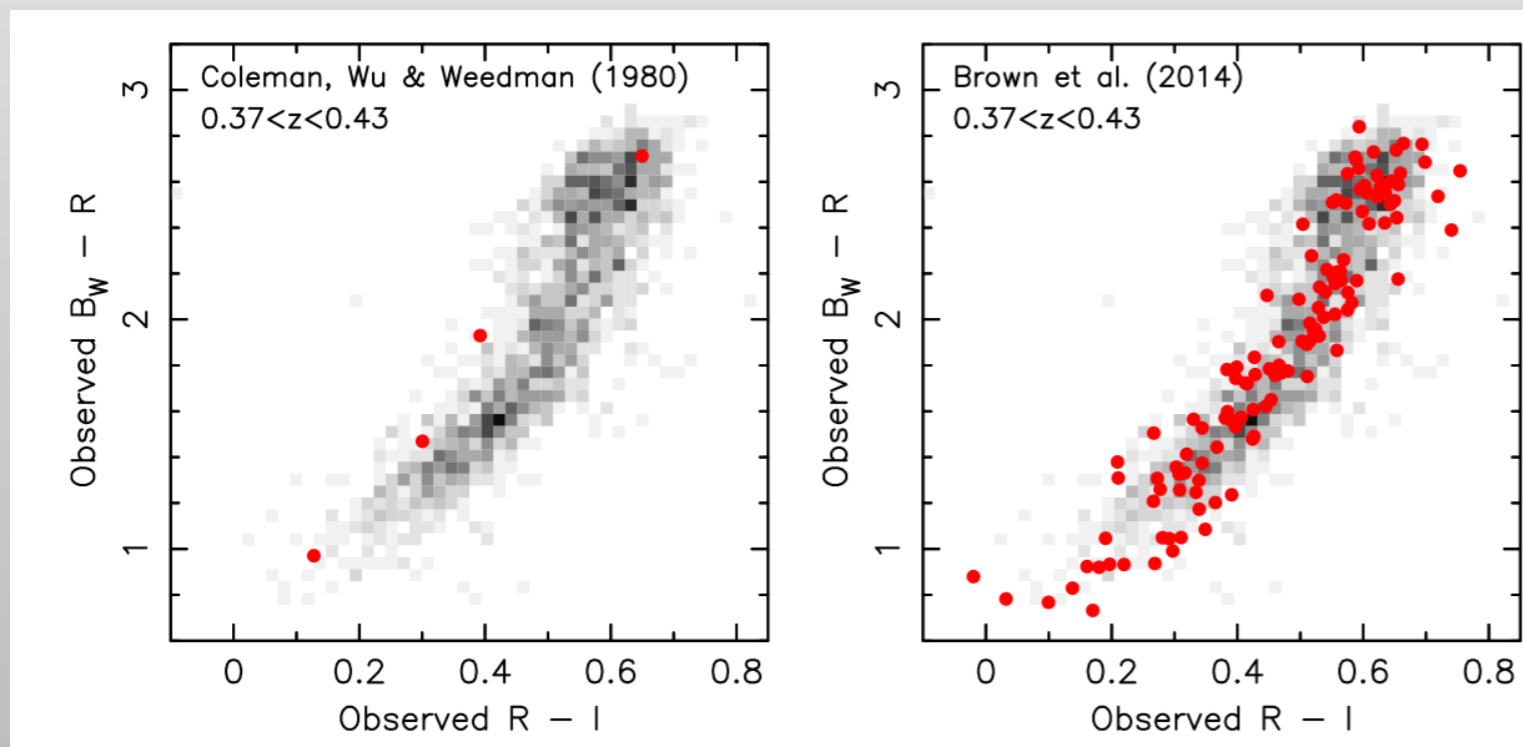 Coleman, Wu & Weedman (1980)
0.37<z<0.43
3
2
1
Observed B_W – R
0 0.2 0.4 0.6 0.8
Observed R – I
Brown et al. (2014)
0.37<z<0.43
3
2
1
Observed B_W – R
0 0.2 0.4 0.6 0.8
Observed R – I